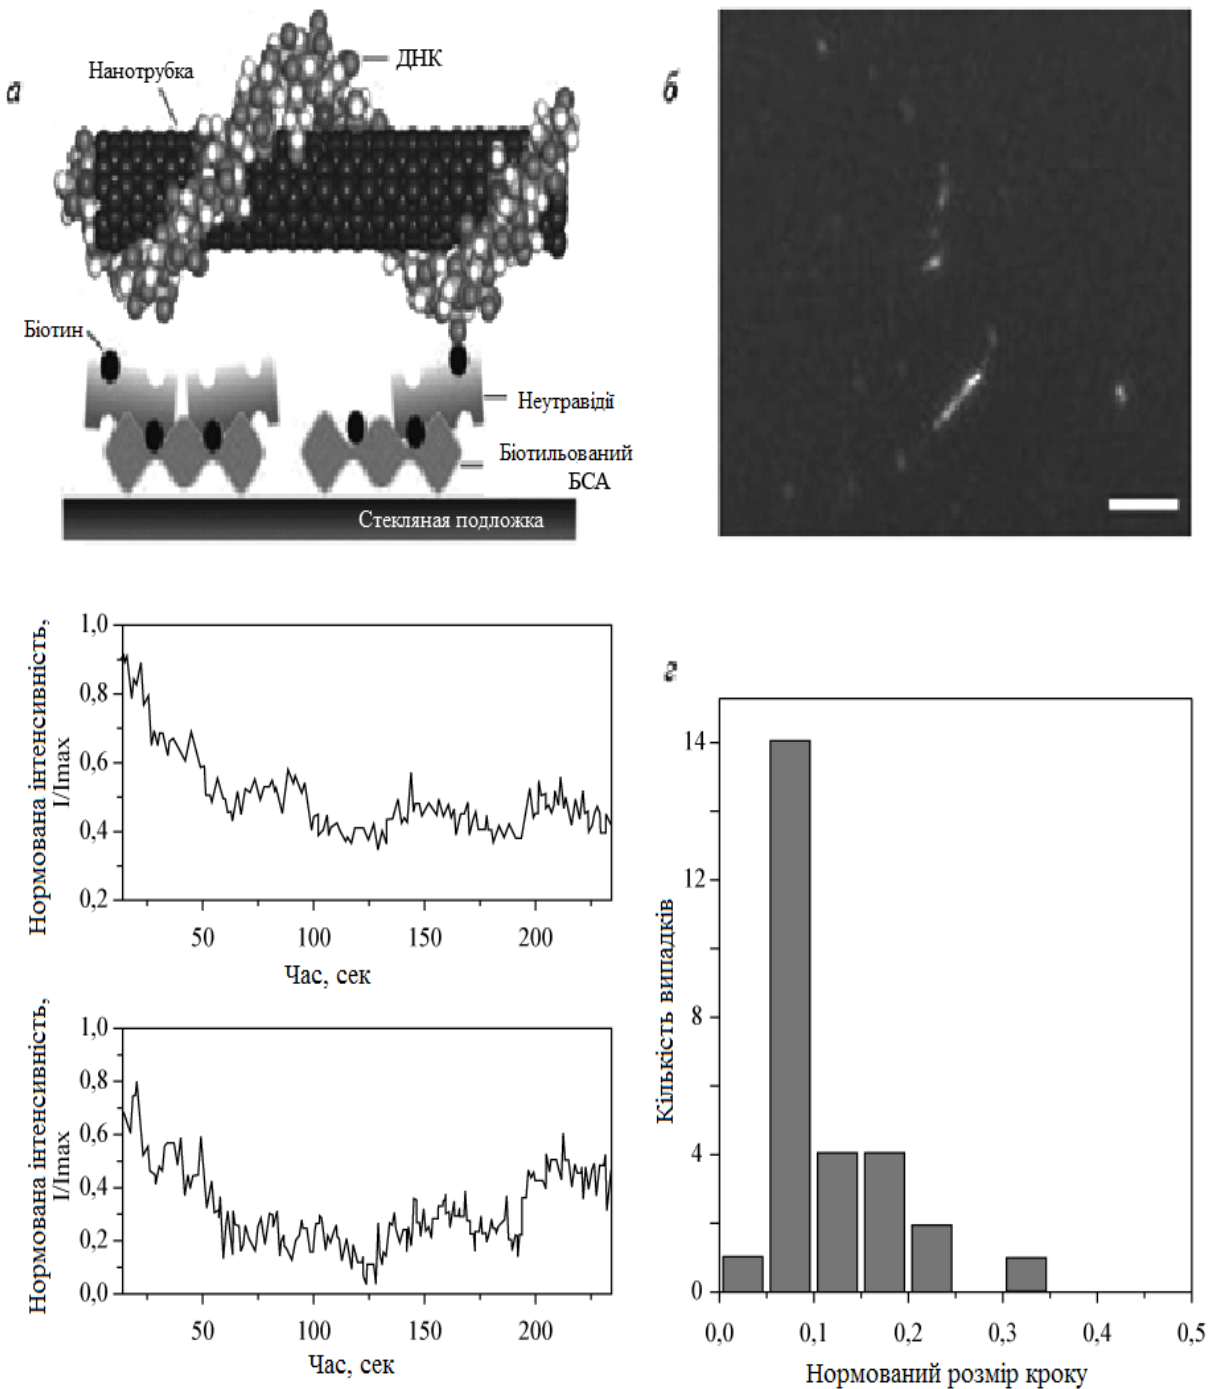 а
Нанотрубка
ДНК
Біотин
Неутравідії
Біотильований
БСА
Стекляная подложка
б
Нормована інтенсивність,
I/Imax
1,0
0,8
0,6
0,4
0,2
50 100 150 200
Час, сек
Нормована інтенсивність,
I/Imax
1,0
0,8
0,6
0,4
0,2
0,0
50 100 150 200
Час, сек
г
Кількість випадків
14
12
8
4
0
0,0 0,1 0,2 0,3 0,4 0,5
Нормований розмір кроку